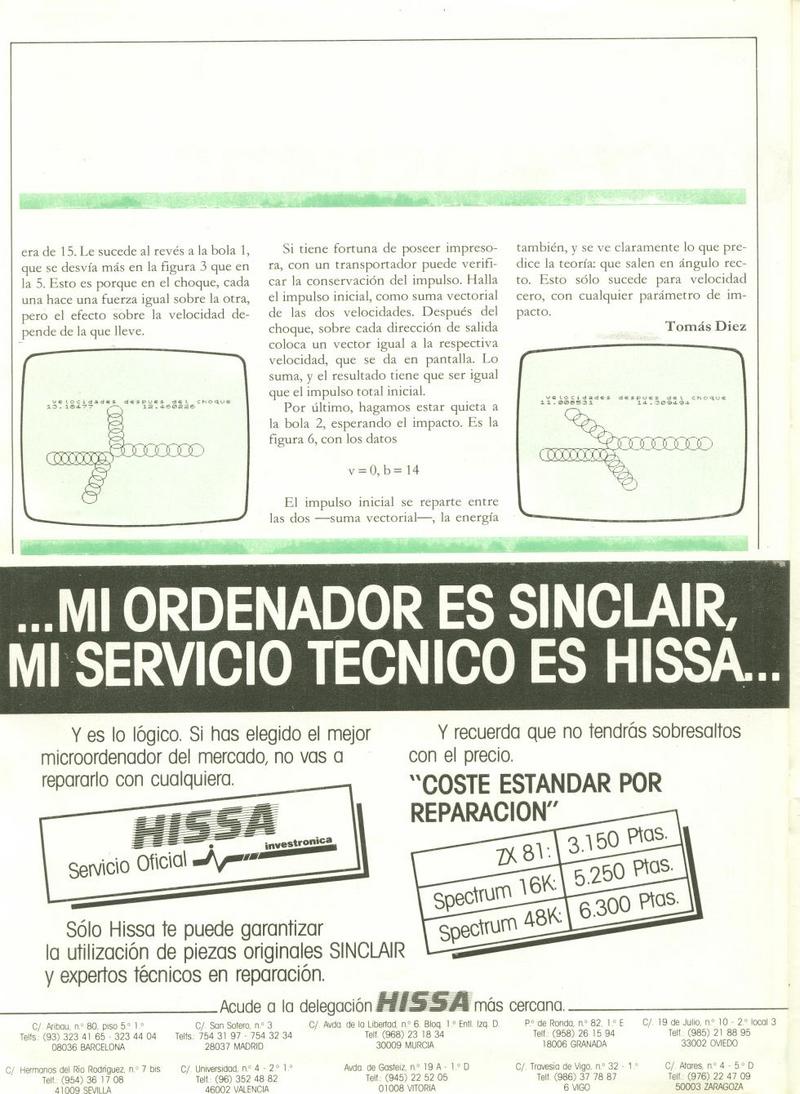 era de 15. Le sucede al revés a la bola 1,
que se desvía más en la figura 3 que en
la 5. Esto es porque en el choque, cada
una hace una fuerza igual sobre la otra,
pero el efecto sobre la velocidad de-
pende de la que lleve.
velocidades despues del choque
13.18477 12.460226
Si tiene fortuna de poseer impreso-
ra, con un transportador puede verifi-
car la conservación del impulso. Halla
el impulso inicial, como suma vectorial
de las dos velocidades. Después del
choque, sobre cada dirección de salida
coloca un vector igual a la respectiva
velocidad, que se da en pantalla. Lo
suma, y el resultado tiene que ser igual
que el impulso total inicial.
Por último, hagamos estar quieta a
la bola 2, esperando el impacto. Es la
figura 6, con los datos
v = 0, b = 14
El impulso inicial se reparte entre
las dos —suma vectorial—, la energía
también, y se ve claramente lo que pre-
dice la teoría: que salen en ángulo rec-
to. Esto sólo sucede para velocidad
cero, con cualquier parámetro de im-
pacto.
Tomás Diez
velocidades despues del choque
11.008531 14.309494
...MI ORDENADOR ES SINCLAIR,
MI SERVICIO TECNICO ES HISSA...
Y es lo lógico. Si has elegido el mejor
microordenador del mercado, no vas a
repararlo con cualquiera.
HISSA
Servicio Oficial investronica
Sólo Hissa te puede garantizar
la utilización de piezas originales SINCLAIR
y expertos técnicos en reparación.
Y recuerda que no tendrás sobresaltos
con el precio.
"COSTE ESTANDAR POR
REPARACION"
ZX 81: 3.150 Ptas.
Spectrum 16K: 5.250 Ptas.
Spectrum 48K: 6.300 Ptas.
Acude a la delegación HISSA más cercana.
C/. Aribau, n.º 80, piso 5.º 1.ª
Telfs.: (93) 323 41 65 - 323 44 04
08036 BARCELONA
C/. San Sotero, n.º 3
Telfs. 754 31 97 - 754 32 34
28037 MADRID
C/. Avda. de la Libertad, n.º 6. Bloq. 1.º Entl. Izq. D.
Telf. (968) 23 18 34
30009 MURCIA
P.º de Ronda, n.º 82, 1.º E
Telf.: (958) 26 15 94
18006 GRANADA
C/. 19 de Julio, n.º 10 - 2.º local 3
Telf.: (985) 21 88 95
33002 OVIEDO
C/. Hermanos del Río Rodríguez, n.º 7 bis
Telf.: (954) 36 17 08
41009 SEVILLA
C/. Universidad, n.º 4 - 2.º 1.ª
Telf.: (96) 352 48 82
46002 VALENCIA
Avda. de Gasteiz, n.º 19 A - 1.º D
Telf.: (945) 22 52 05
01008 VITORIA
C/. Travesía de Vigo, n.º 32 - 1.º
Telf.: (986) 37 78 87
6 VIGO
C/. Atares, n.º 4 - 5.º D
Telf.: (976) 22 47 09
50003 ZARAGOZA